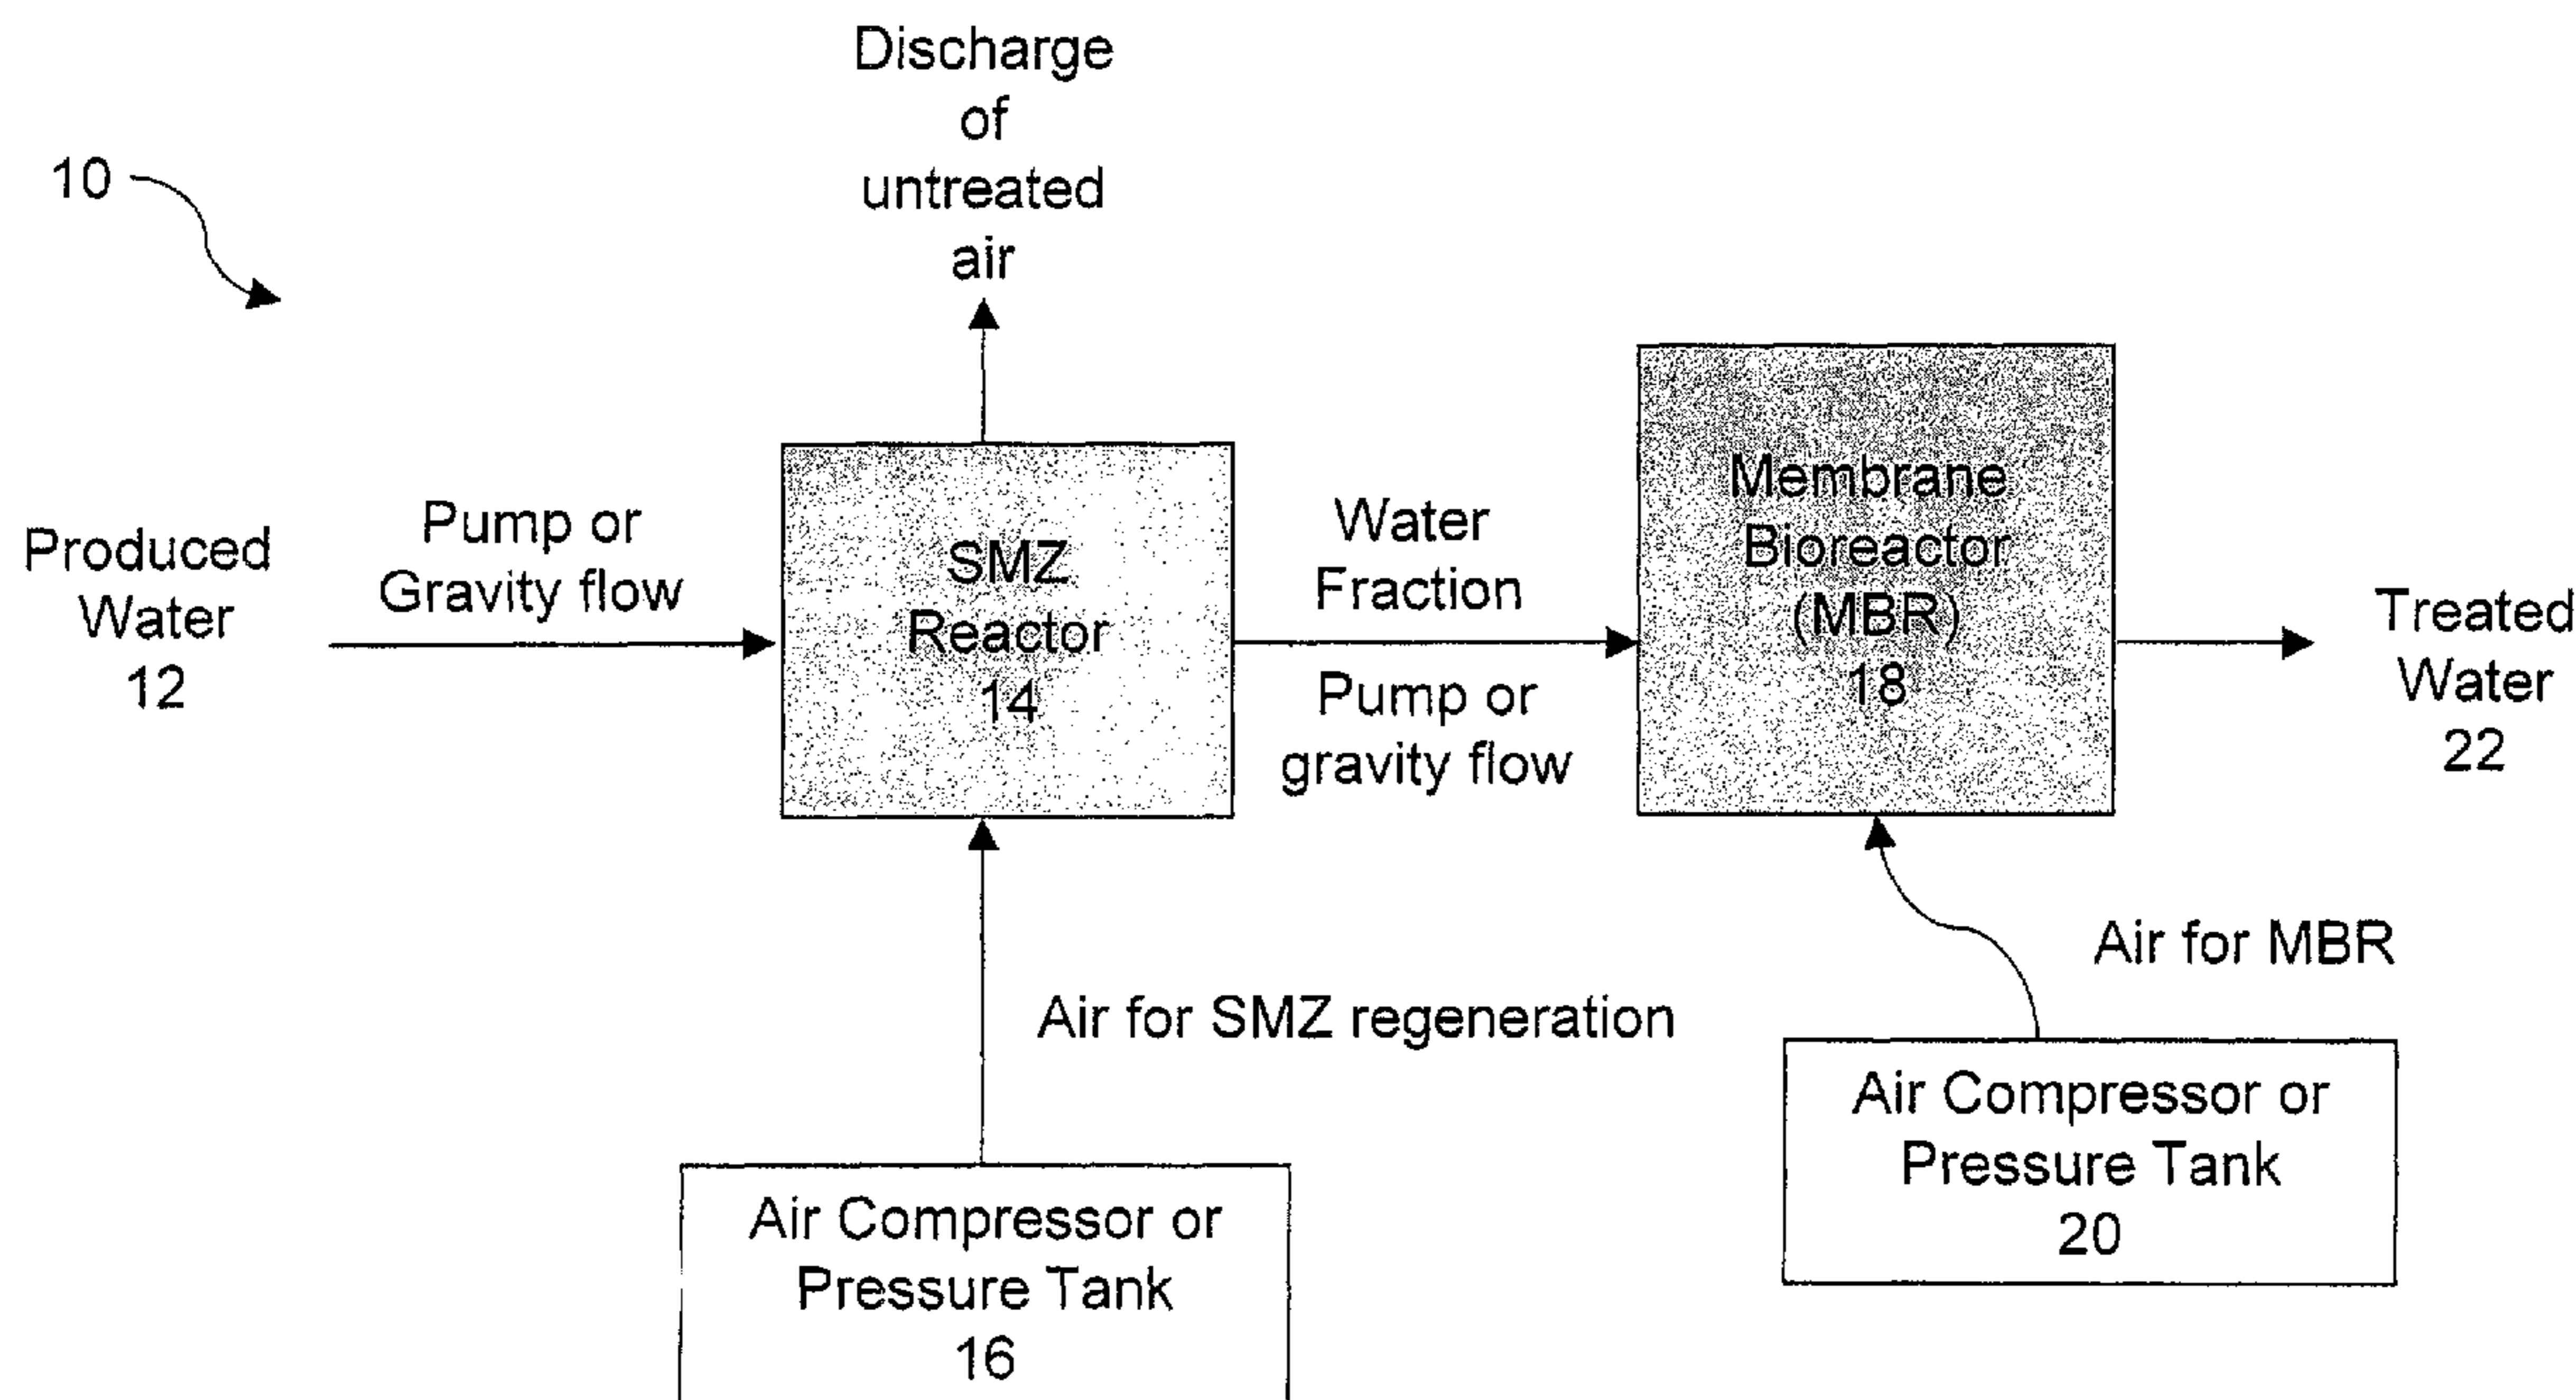 Discharge
of
untreated
air
10
Produced
Water
12
Pump or
Gravity flow
SMZ
Reactor
14
Water
Fraction
Pump or
gravity flow
Membrane
Bioreactor
(MBR)
18
Treated
Water
22
Air for SMZ regeneration
Air for MBR
Air Compressor or
Pressure Tank
16
Air Compressor or
Pressure Tank
20